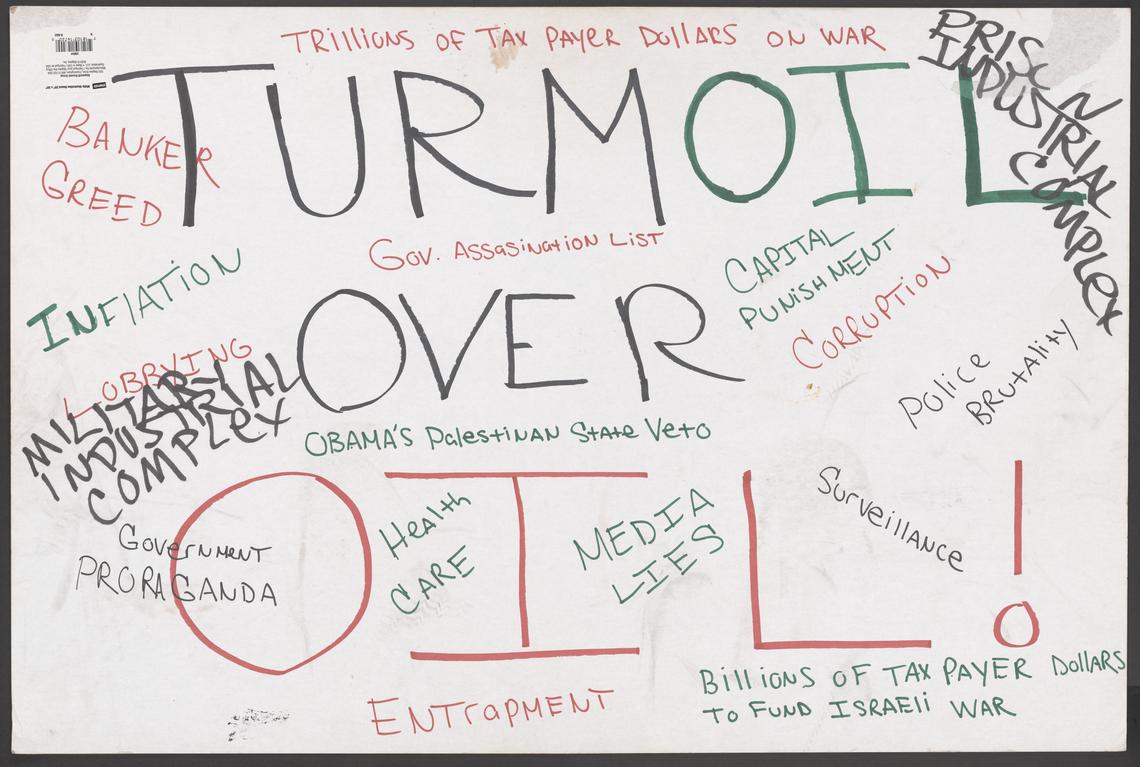 TRillIONS OF TAX PAYER DOllARS ON WAR
PRISON
INDUSTRIAL
COMPLex
TURMOIL
BANKER
GREED
Gov. ASSASINatioN LIST
CAPITAL
PUNISHMENT
INFlATION
CORRUPTION
OVER
LOBBYING
MILITARY
INDUSTRIAL
COMPLex
POlice
BRUtAlity
OBAMA'S PalestiNAN StAte VeTO
OIL!
Health
CARE
MEDIA
LIES
SurveillANCE
GoverNMENT
PROPAGANDA
Billions OF TAX PAYER DOllARS
TO FUND ISRAELi WAR
ENTraPMENT